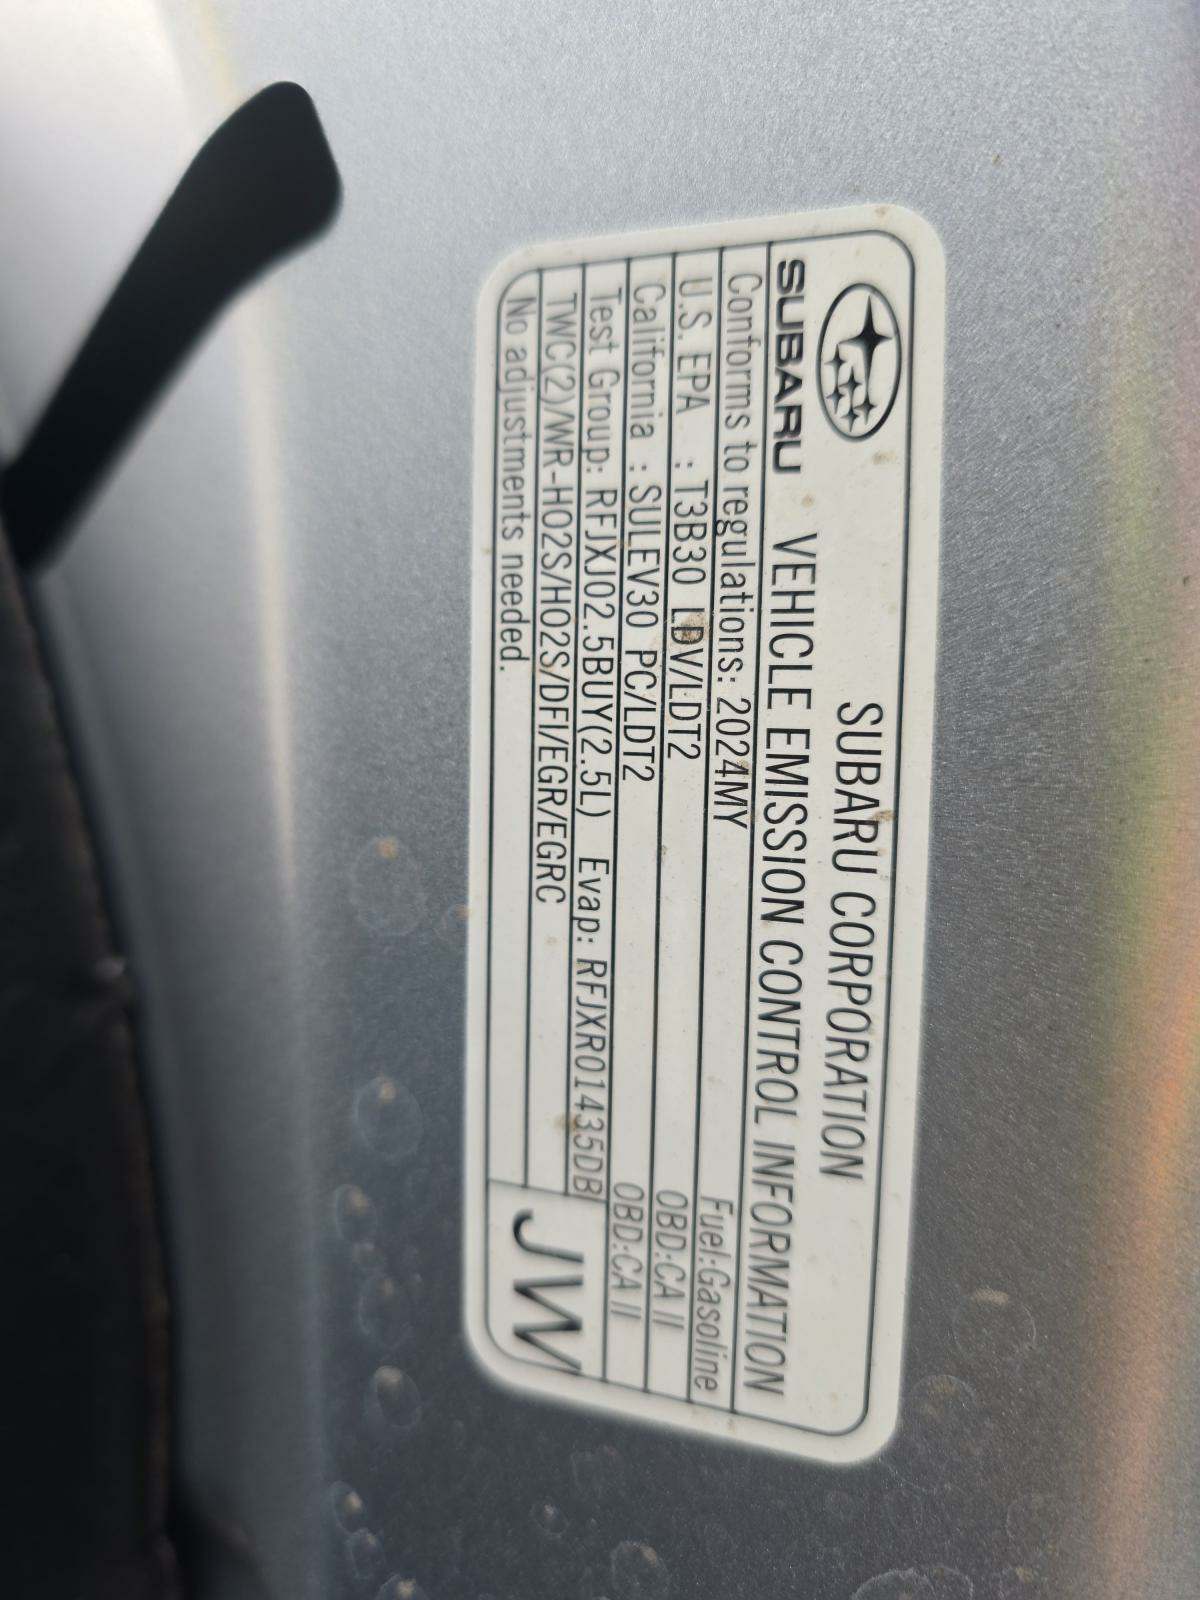 SUBARU CORPORATION
SUBARU VEHICLE EMISSION CONTROL INFORMATION
Conforms to regulations: 2024MY Fuel:Gasoline
U.S. EPA : T3B30 LDV/LDT2 OBD:CA II
California : SULEV30 PC/LDT2 OBD:CA II
Test Group: RFJXJ02.5BUY(2.5L) Evap: RFJXR01435DB
TWC(2)/WR-HO2S/HO2S/DFI/EGR/EGRC
No adjustments needed.
JW